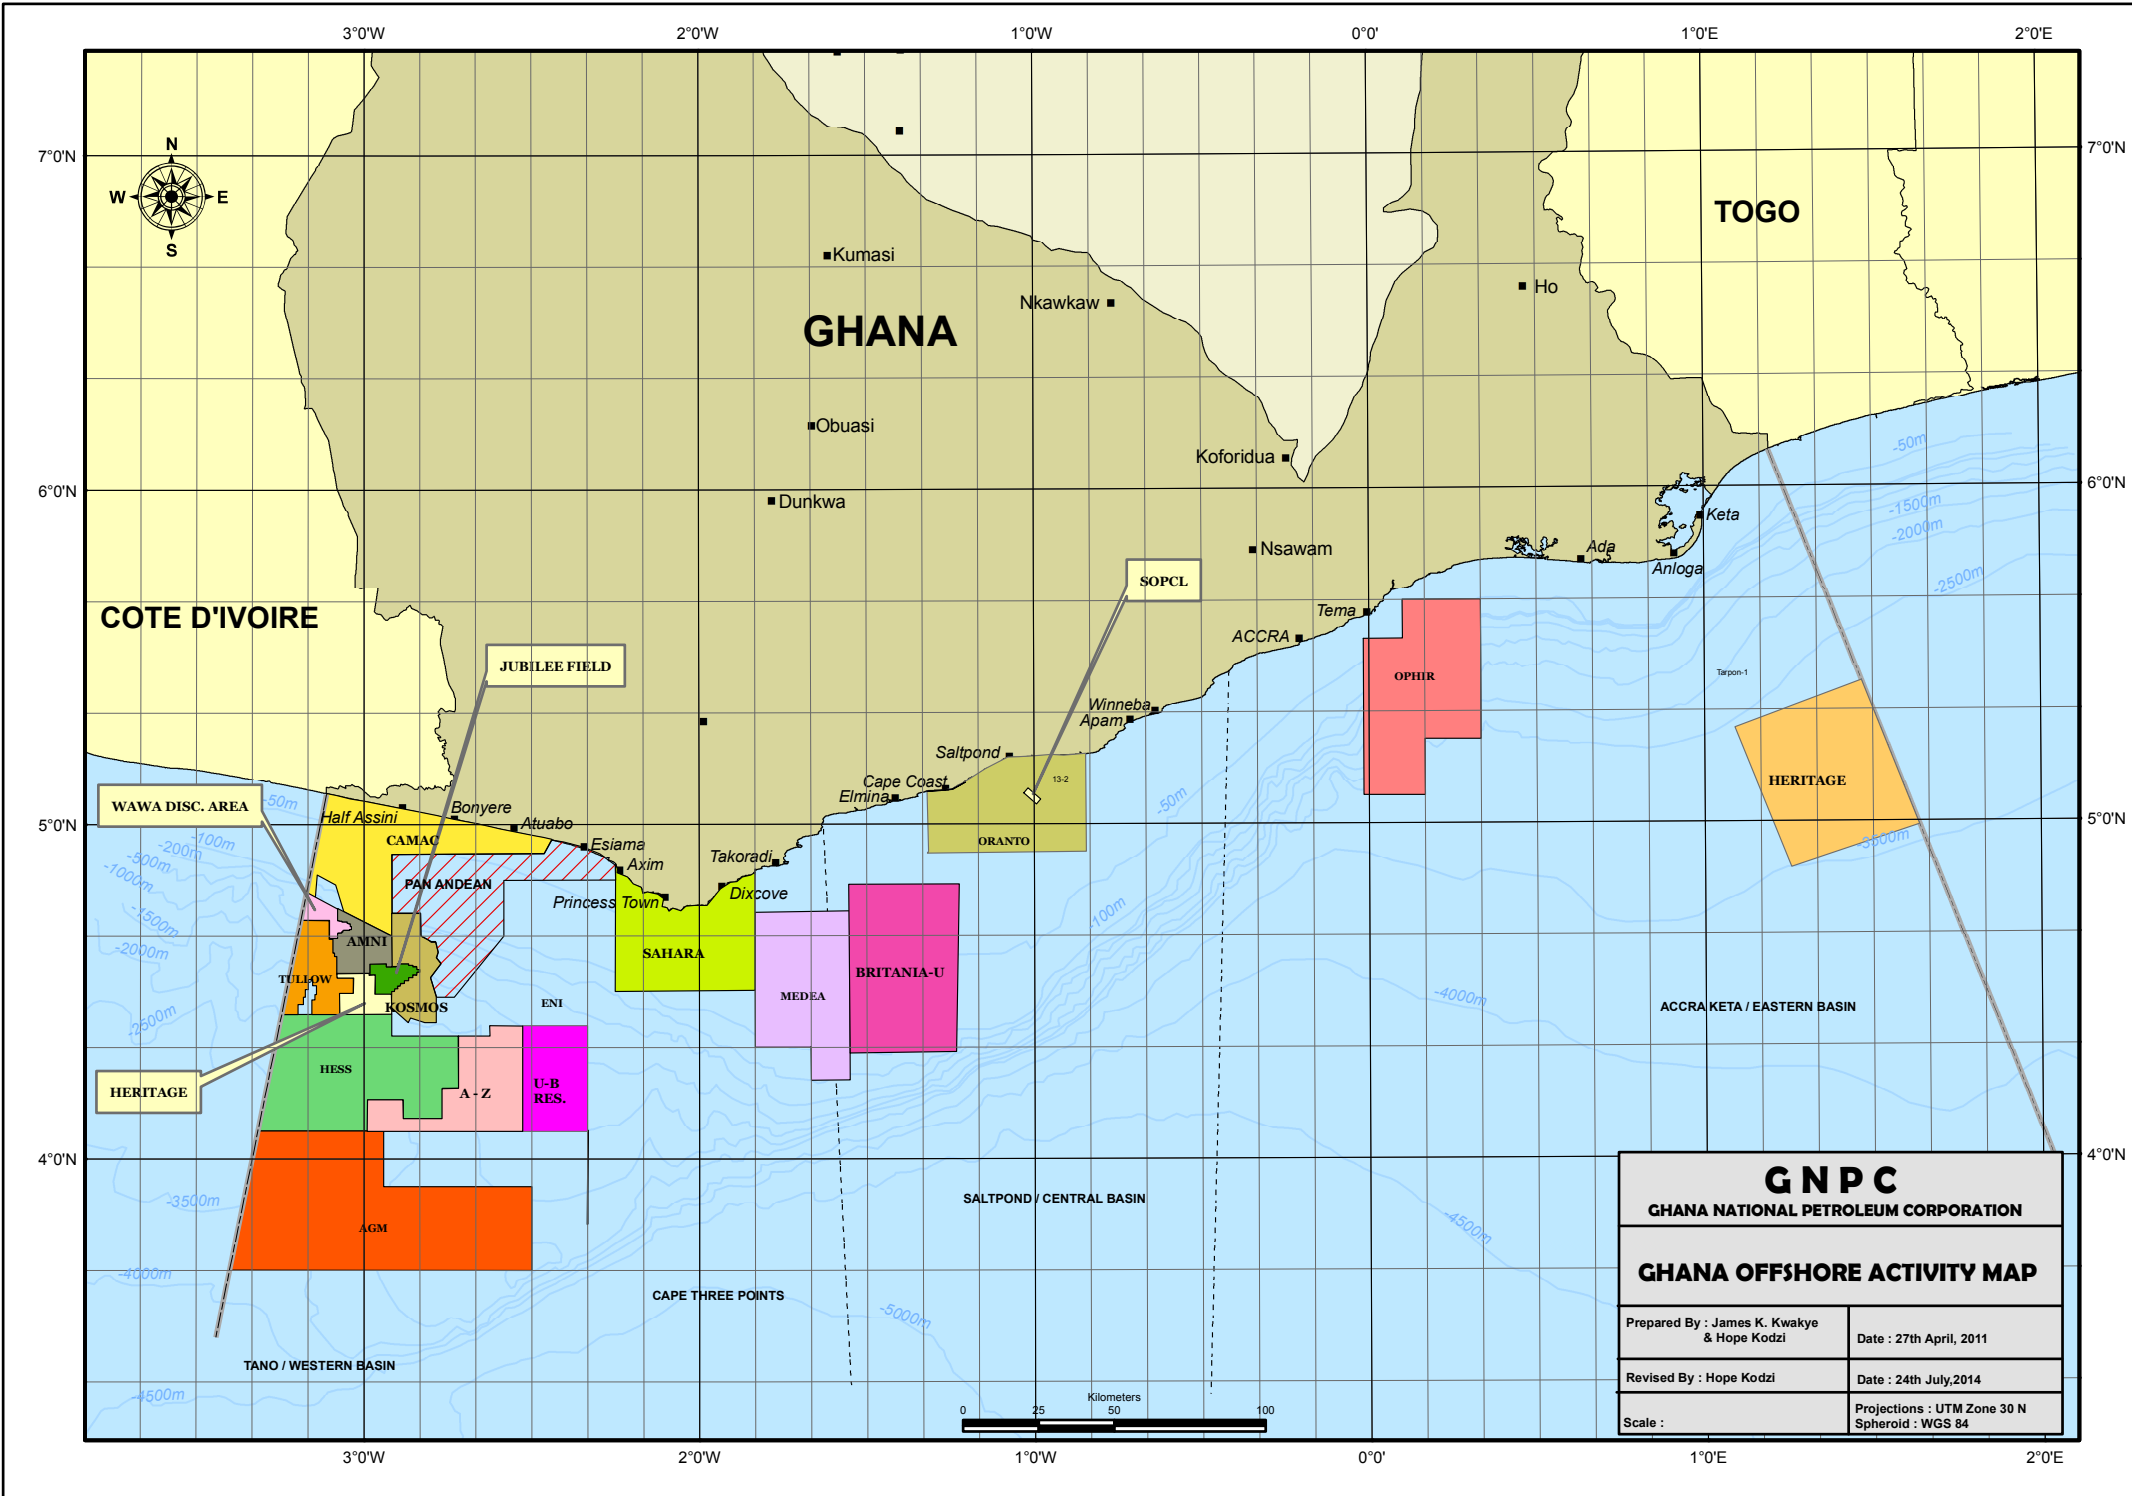 3°0'W
2°0'W
1°0'W
0°0'
1°0'E
2°0'E
7°0'N
7°0'N
N
W
E
S
TOGO
Kumasi
Nkawkaw
Ho
GHANA
Obuasi
Koforidua
-50m
6°0'N
6°0'N
Dunkwa
-1500m
Keta
-2000m
Nsawam
Ada
Anloga
-2500m
SOPCL
COTE D'IVOIRE
Tema
ACCRA
JUBILEE FIELD
OPHIR
Tarpon-1
Winneba
Apam
Saltpond
13-2
HERITAGE
Cape Coast
Elmina
WAWA DISC. AREA
-50m
Bonyere
Half Assini
Atuabo
-50m
5°0'N
5°0'N
CAMAC
Esiama
ORANTO
-3500m
-100m
-200m
-500m
-1000m
Axim
Takoradi
PAN ANDEAN
Dixcove
Princess Town
-100m
-1500m
-2000m
AMNI
SAHARA
BRITANIA-U
TULLOW
MEDEA
-4000m
KOSMOS
ENI
ACCRA KETA / EASTERN BASIN
-2500m
HESS
HERITAGE
A - Z
U-B
RES.
4°0'N
4°0'N
-3500m
SALTPOND / CENTRAL BASIN
AGM
-4500m
-4000m
CAPE THREE POINTS
-5000m
TANO / WESTERN BASIN
-4500m
Kilometers
0
25
50
100
G N P C
GHANA NATIONAL PETROLEUM CORPORATION
GHANA OFFSHORE ACTIVITY MAP
Prepared By : James K. Kwakye
& Hope Kodzi
Date : 27th April, 2011
Revised By : Hope Kodzi
Date : 24th July,2014
Scale :
Projections : UTM Zone 30 N
Spheroid : WGS 84
3°0'W
2°0'W
1°0'W
0°0'
1°0'E
2°0'E